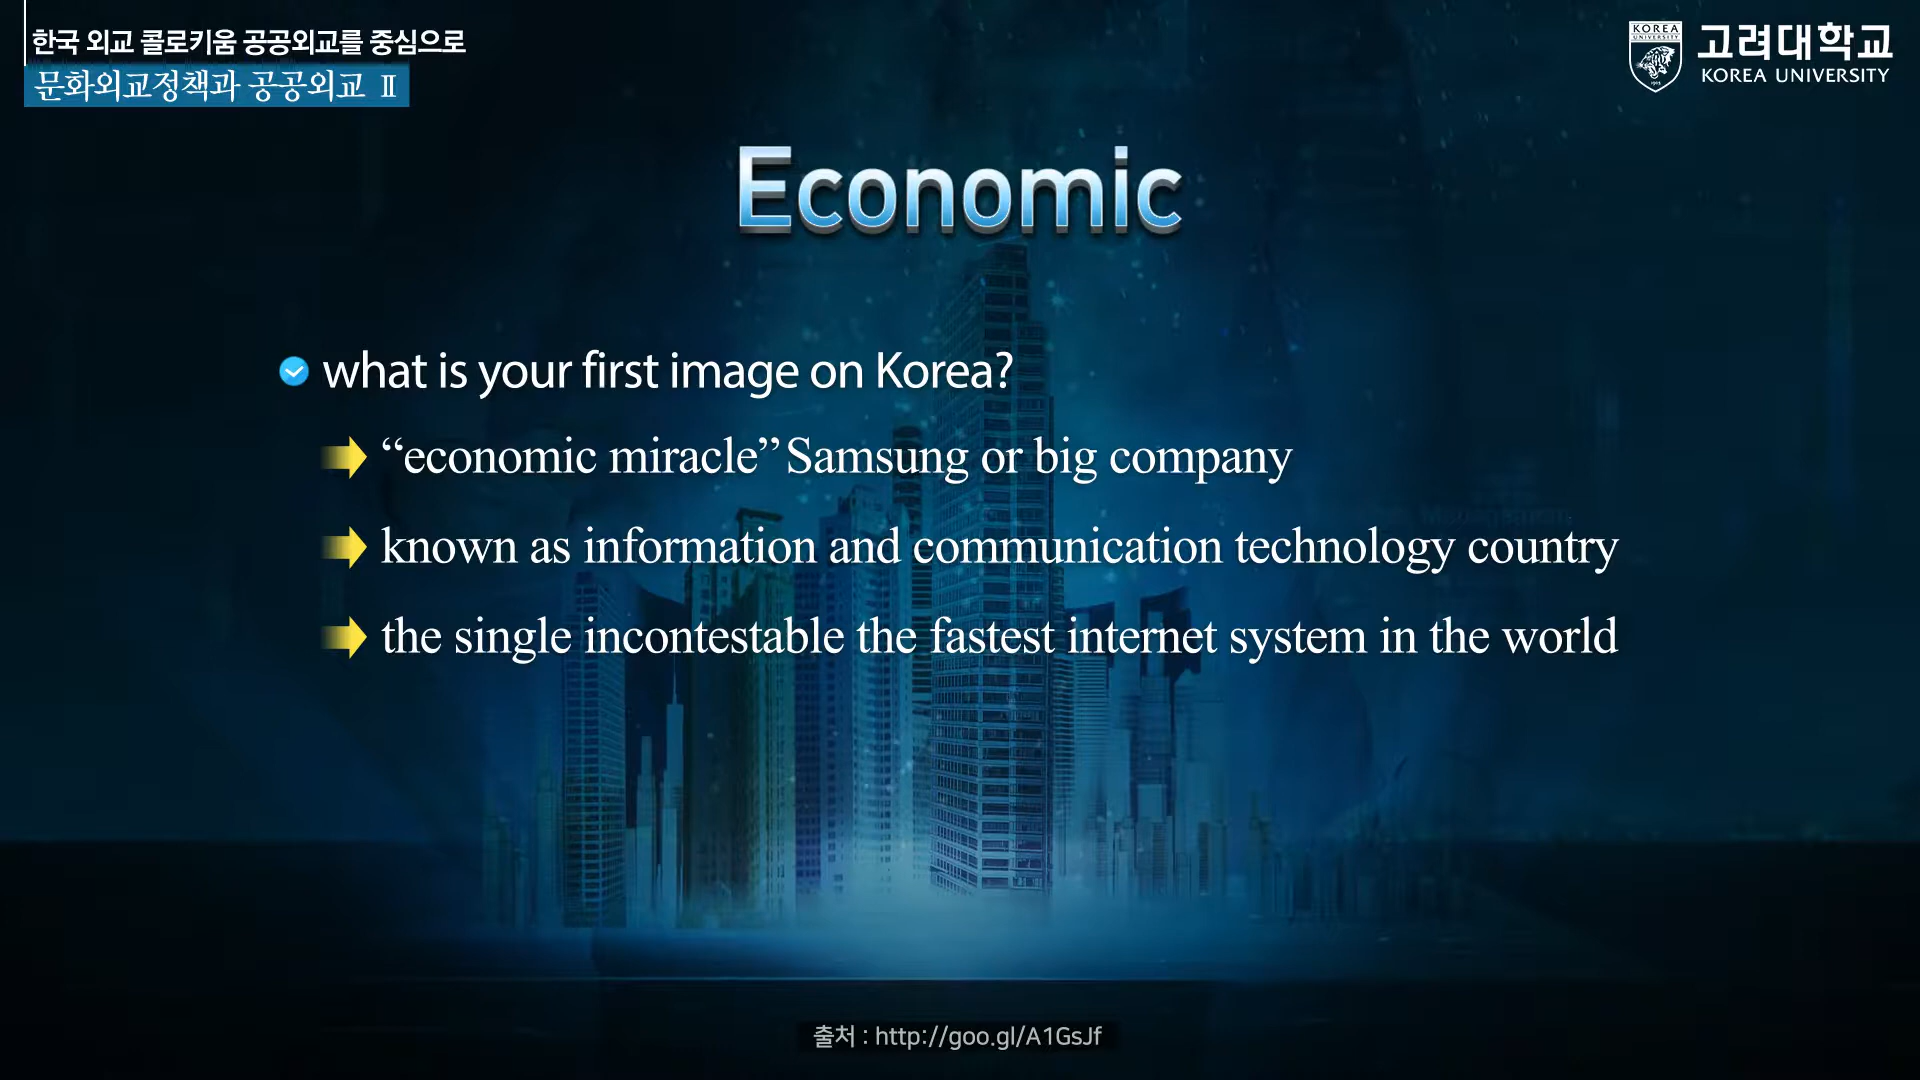 한국 외교 콜로키움 공공외교를 중심으로
문화외교정책과 공공외교 Ⅱ
KOREA
UNIVERSITY
1905
고려대학교
KOREA UNIVERSITY
Economic
what is your first image on Korea?
“economic miracle” Samsung or big company
known as information and communication technology country
the single incontestable the fastest internet system in the world
출처 : http://goo.gl/A1GsJf